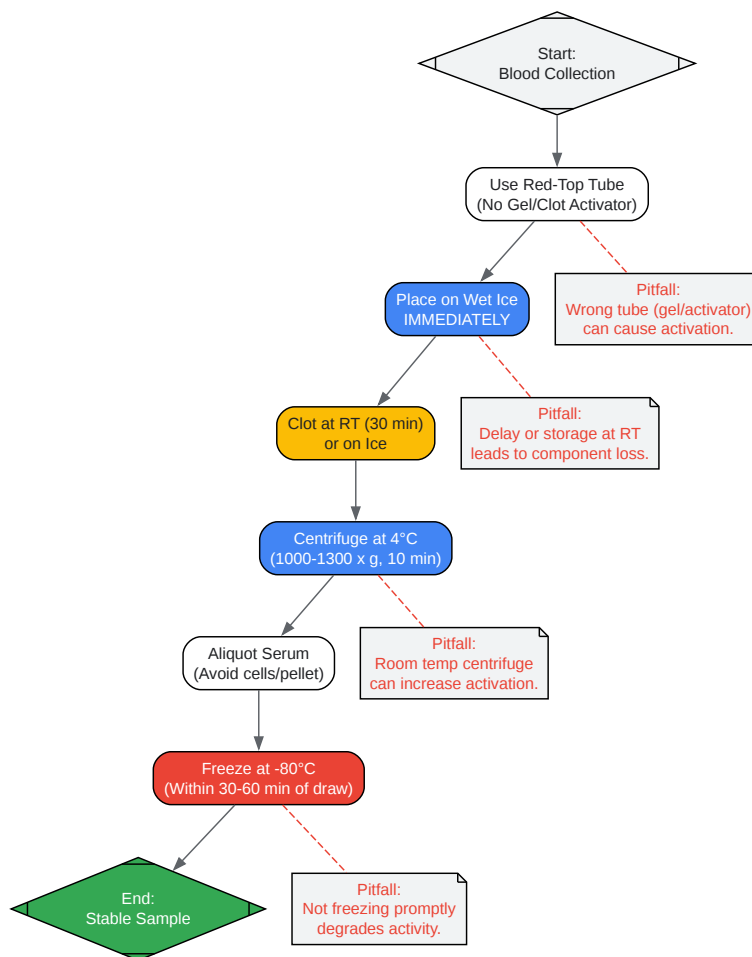 Start:
Blood Collection
Use Red-Top Tube
(No Gel/Clot Activator)
Place on Wet Ice
IMMEDIATELY
Pitfall:
Wrong tube (gel/activator)
can cause activation.
Clot at RT (30 min)
or on Ice
Pitfall:
Delay or storage at RT
leads to component loss.
Centrifuge at 4°C
(1000-1300 x g, 10 min)
Aliquot Serum
(Avoid cells/pellet)
Pitfall:
Room temp centrifuge
can increase activation.
Freeze at -80°C
(Within 30-60 min of draw)
End:
Stable Sample
Pitfall:
Not freezing promptly
degrades activity.